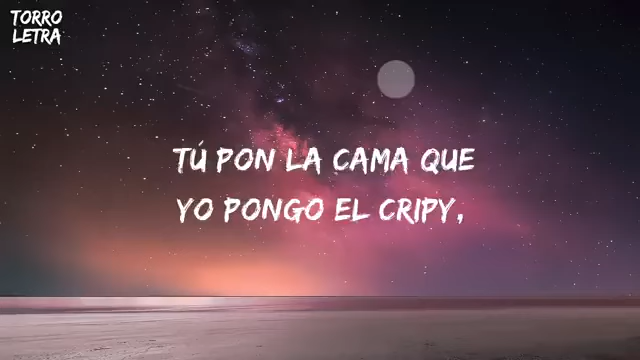 TORRO
LETRA
TÚ PON LA CAMA QUE
YO PONGO EL CRIPY,